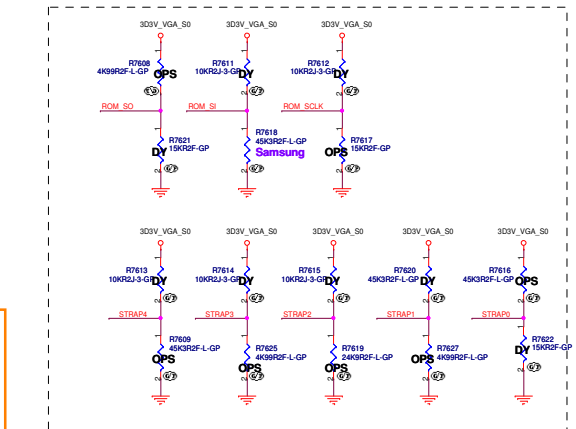 3D3V_VGA_S0 3D3V_VGA_S0 3D3V_VGA_S0
R7608
4K99R2F-L-GP
OPS
R7611
10KR2J-3-GP
DY
R7612
10KR2J-3-GP
DY
ROM_SO ROM_SI ROM_SCLK
R7621
15KR2F-GP
DY
R7618
45K3R2F-L-GP
Samsung
R7617
15KR2F-GP
OPS
3D3V_VGA_S0 3D3V_VGA_S0 3D3V_VGA_S0 3D3V_VGA_S0 3D3V_VGA_S0
R7613
10KR2J-3-GP
DY
R7614
10KR2J-3-GP
DY
R7615
10KR2J-3-GP
DY
R7620
45K3R2F-L-GP
DY
R7616
45K3R2F-L-GP
OPS
STRAP4 STRAP3 STRAP2 STRAP1 STRAP0
R7609
45K3R2F-L-GP
OPS
R7625
4K99R2F-L-GP
OPS
R7619
24K9R2F-L-GP
OPS
R7627
4K99R2F-L-GP
OPS
R7622
15KR2F-GP
DY